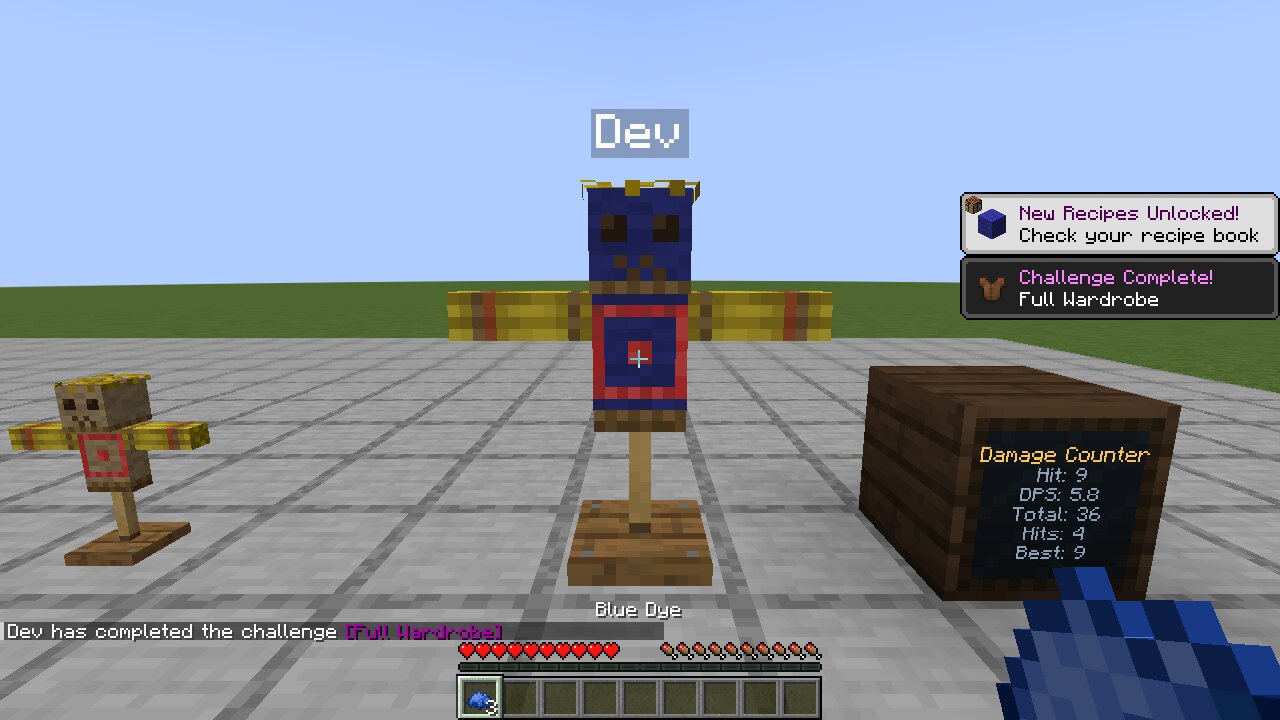 Dev
New Recipes Unlocked!
Check your recipe book
Challenge Complete!
Full Wardrobe
Damage Counter
Hit: 9
DPS: 5.8
Total: 36
Hits: 4
Best: 9
Blue Dye
Dev has completed the challenge [Full Wardrobe]
3